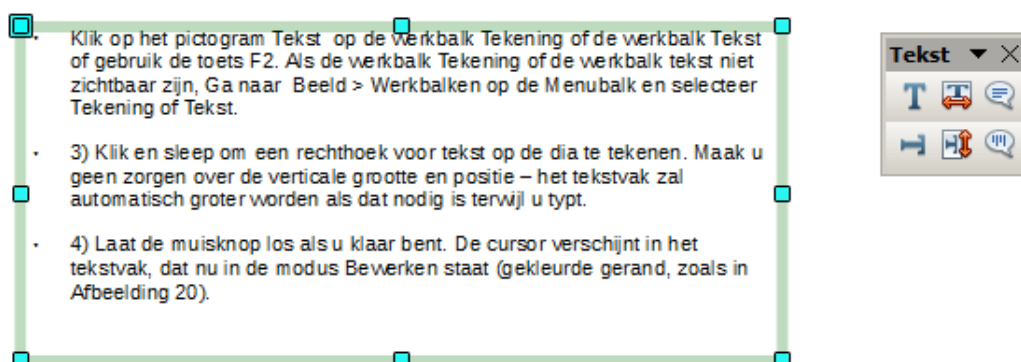 · Klik op het pictogram Tekst op de werkbalk Tekening of de werkbalk Tekst
of gebruik de toets F2. Als de werkbalk Tekening of de werkbalk tekst niet
zichtbaar zijn, Ga naar Beeld > Werkbalken op de Menubalk en selecteer
Tekening of Tekst.
· 3) Klik en sleep om een rechthoek voor tekst op de dia te tekenen. Maak u
geen zorgen over de verticale grootte en positie – het tekstvak zal
automatisch groter worden als dat nodig is terwijl u typt.
· 4) Laat de muisknop los als u klaar bent. De cursor verschijnt in het
tekstvak, dat nu in de modus Bewerken staat (gekleurde gerand, zoals in
Afbeelding 20).
Tekst